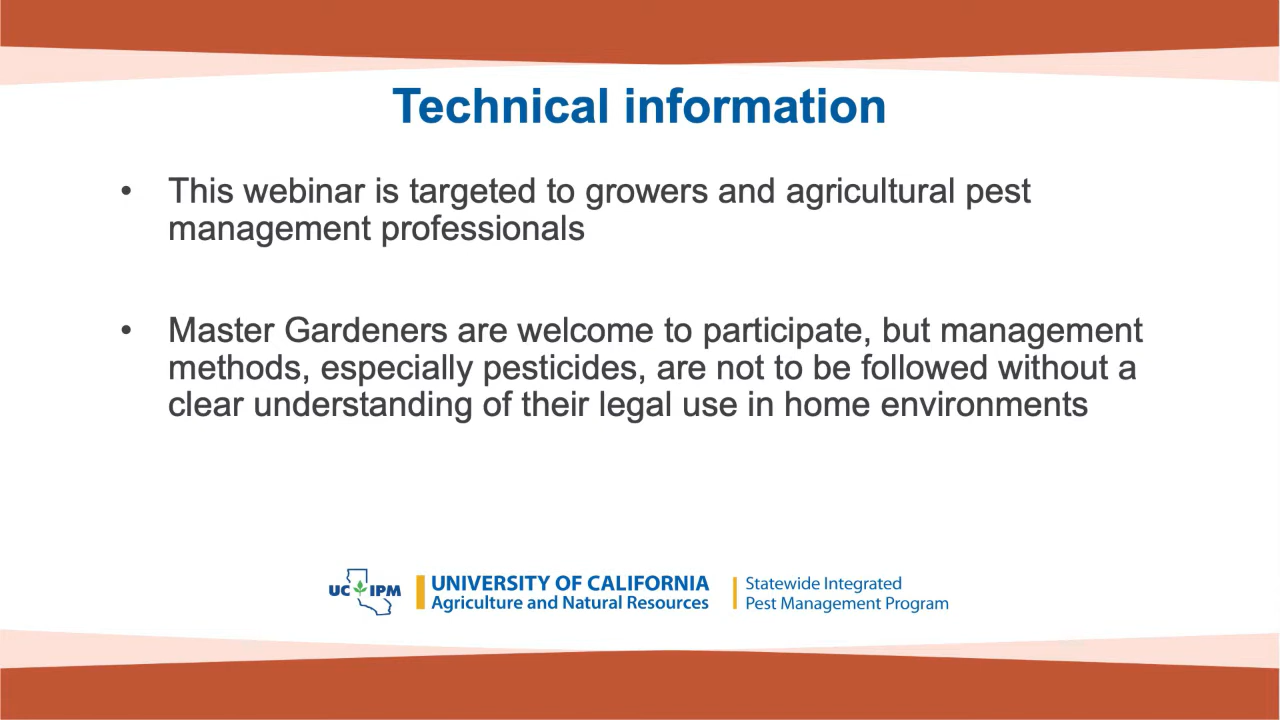 Technical information
• This webinar is targeted to growers and agricultural pest
management professionals
• Master Gardeners are welcome to participate, but management
methods, especially pesticides, are not to be followed without a
clear understanding of their legal use in home environments
UC IPM
UNIVERSITY OF CALIFORNIA
Agriculture and Natural Resources
Statewide Integrated
Pest Management Program